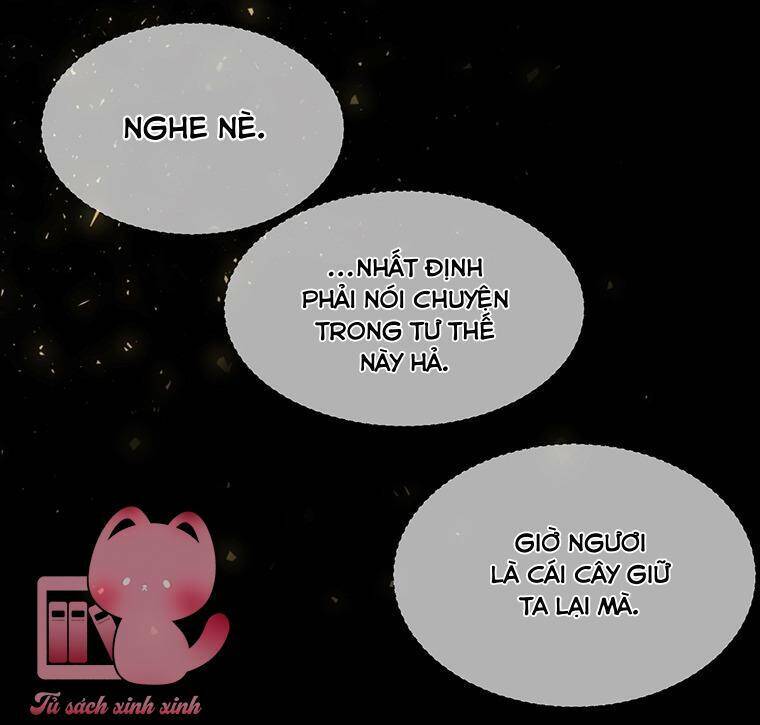 NGHE NÈ.
...NHẤT ĐỊNH
PHẢI NÓI CHUYỆN
TRONG TƯ THẾ
NÀY HẢ.
GIỜ NGƯƠI
LÀ CÁI CÂY GIỮ
TA LẠI MÀ.
Tủ sách xinh xinh